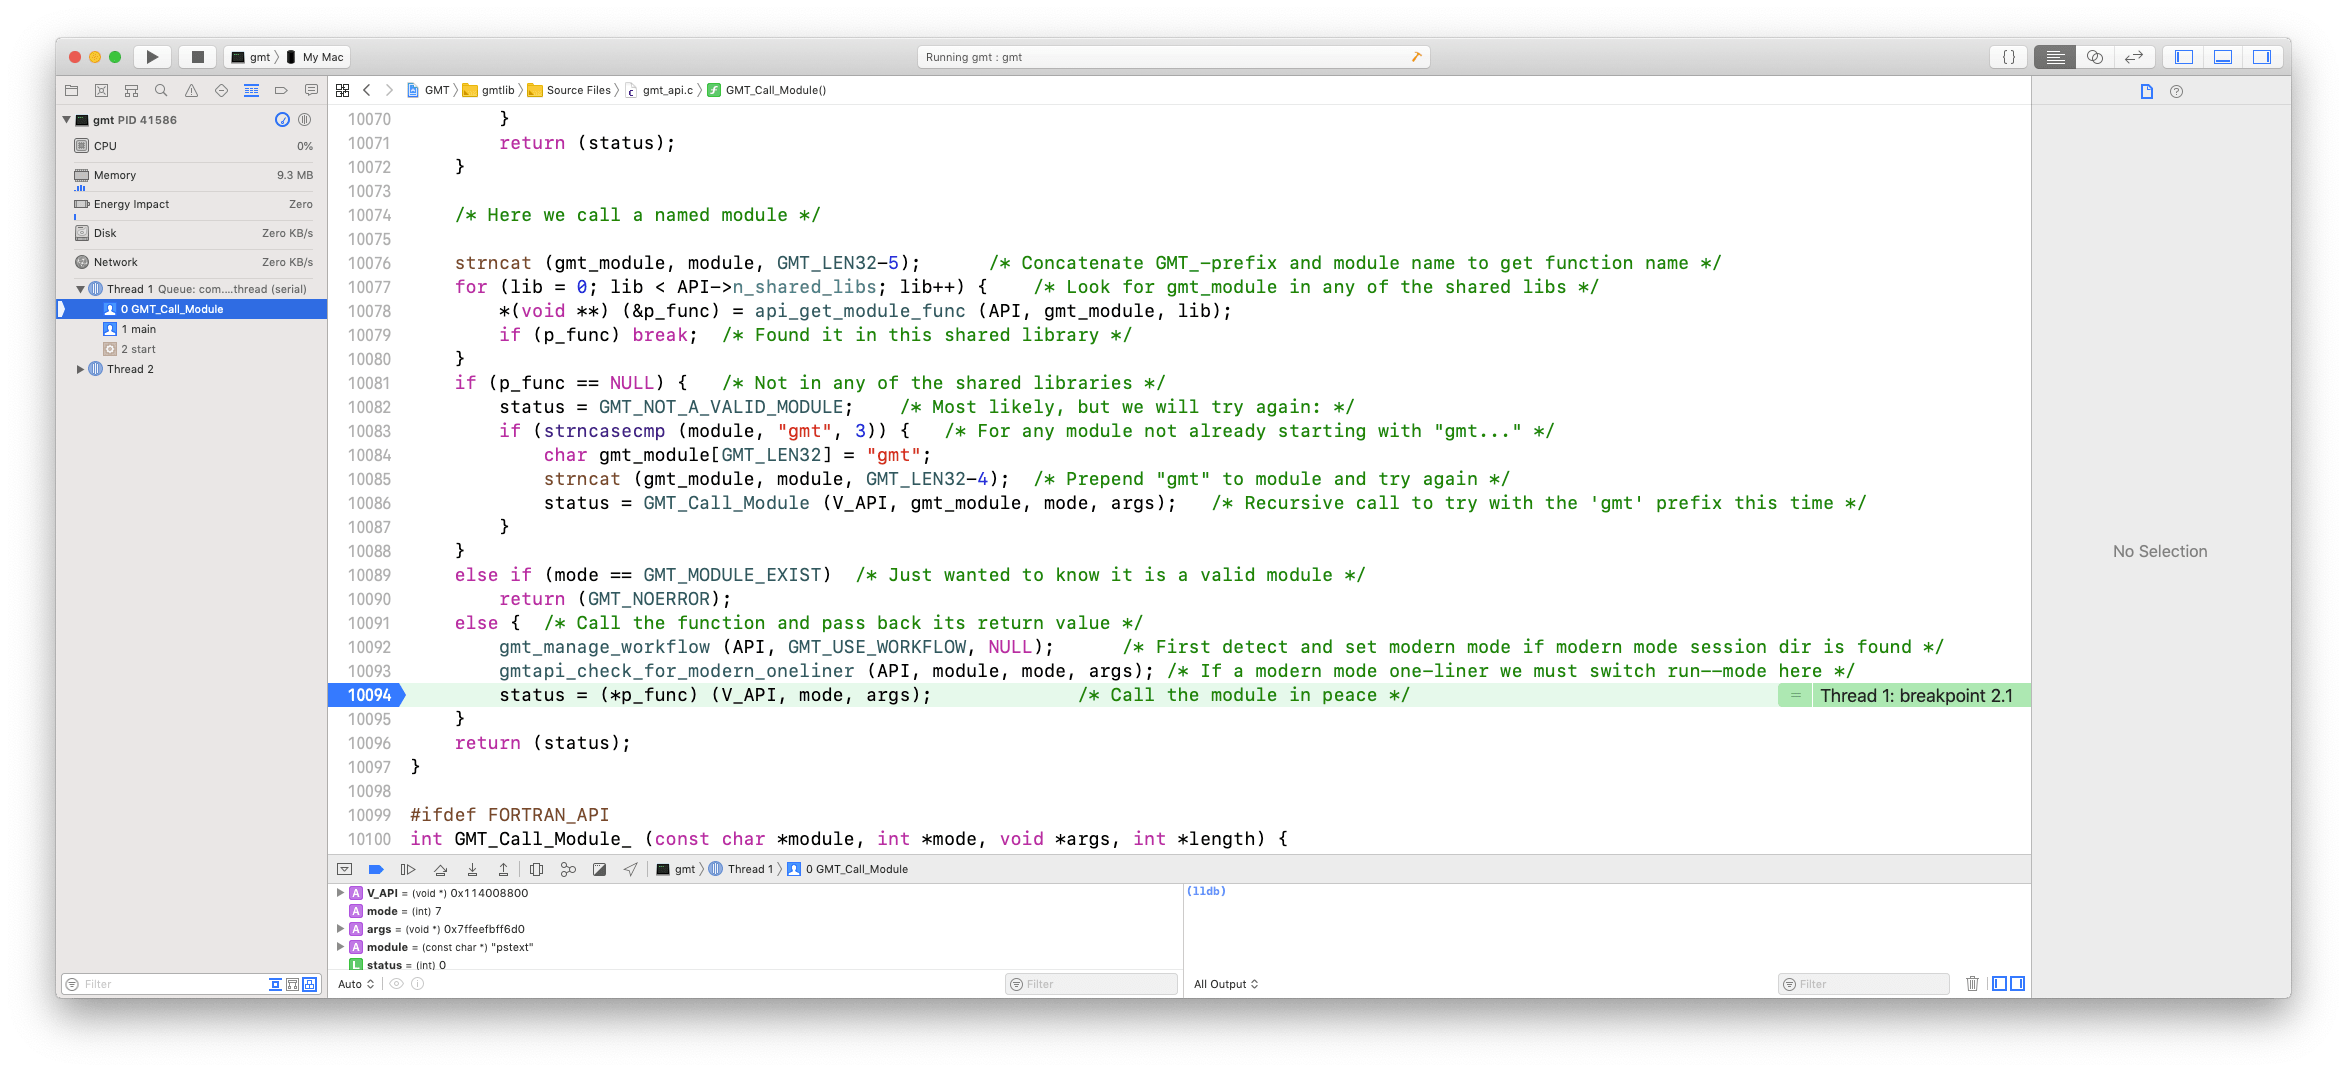 gmt 〉 My Mac
Running gmt : gmt
{ }
GMT 〉 gmtlib 〉 Source Files 〉 c gmt_api.c 〉 f GMT_Call_Module()
gmt PID 41586
CPU 0%
Memory 9.3 MB
Energy Impact Zero
Disk Zero KB/s
Network Zero KB/s
Thread 1 Queue: com....thread (serial)
0 GMT_Call_Module
1 main
2 start
Thread 2
Filter
10070         }
10071         return (status);
10072     }
10073
10074     /* Here we call a named module */
10075
10076     strncat (gmt_module, module, GMT_LEN32-5);      /* Concatenate GMT_-prefix and module name to get function name */
10077     for (lib = 0; lib < API->n_shared_libs; lib++) {    /* Look for gmt_module in any of the shared libs */
10078         *(void **) (&p_func) = api_get_module_func (API, gmt_module, lib);
10079         if (p_func) break;  /* Found it in this shared library */
10080     }
10081     if (p_func == NULL) {   /* Not in any of the shared libraries */
10082         status = GMT_NOT_A_VALID_MODULE;    /* Most likely, but we will try again: */
10083         if (strncasecmp (module, "gmt", 3)) {   /* For any module not already starting with "gmt..." */
10084             char gmt_module[GMT_LEN32] = "gmt";
10085             strncat (gmt_module, module, GMT_LEN32-4);  /* Prepend "gmt" to module and try again */
10086             status = GMT_Call_Module (V_API, gmt_module, mode, args);   /* Recursive call to try with the 'gmt' prefix this time */
10087         }
10088     }
10089     else if (mode == GMT_MODULE_EXIST)  /* Just wanted to know it is a valid module */
10090         return (GMT_NOERROR);
10091     else {  /* Call the function and pass back its return value */
10092         gmt_manage_workflow (API, GMT_USE_WORKFLOW, NULL);      /* First detect and set modern mode if modern mode session dir is found */
10093         gmtapi_check_for_modern_oneliner (API, module, mode, args); /* If a modern mode one-liner we must switch run--mode here */
10094         status = (*p_func) (V_API, mode, args);             /* Call the module in peace */ = Thread 1: breakpoint 2.1
10095     }
10096     return (status);
10097 }
10098
10099 #ifdef FORTRAN_API
10100 int GMT_Call_Module_ (const char *module, int *mode, void *args, int *length) {
gmt 〉 Thread 1 〉 0 GMT_Call_Module
A V_API = (void *) 0x114008800
A mode = (int) 7
A args = (void *) 0x7ffeefbff6d0
A module = (const char *) "pstext"
L status = (int) 0
Auto
Filter
(lldb)
All Output
Filter
No Selection